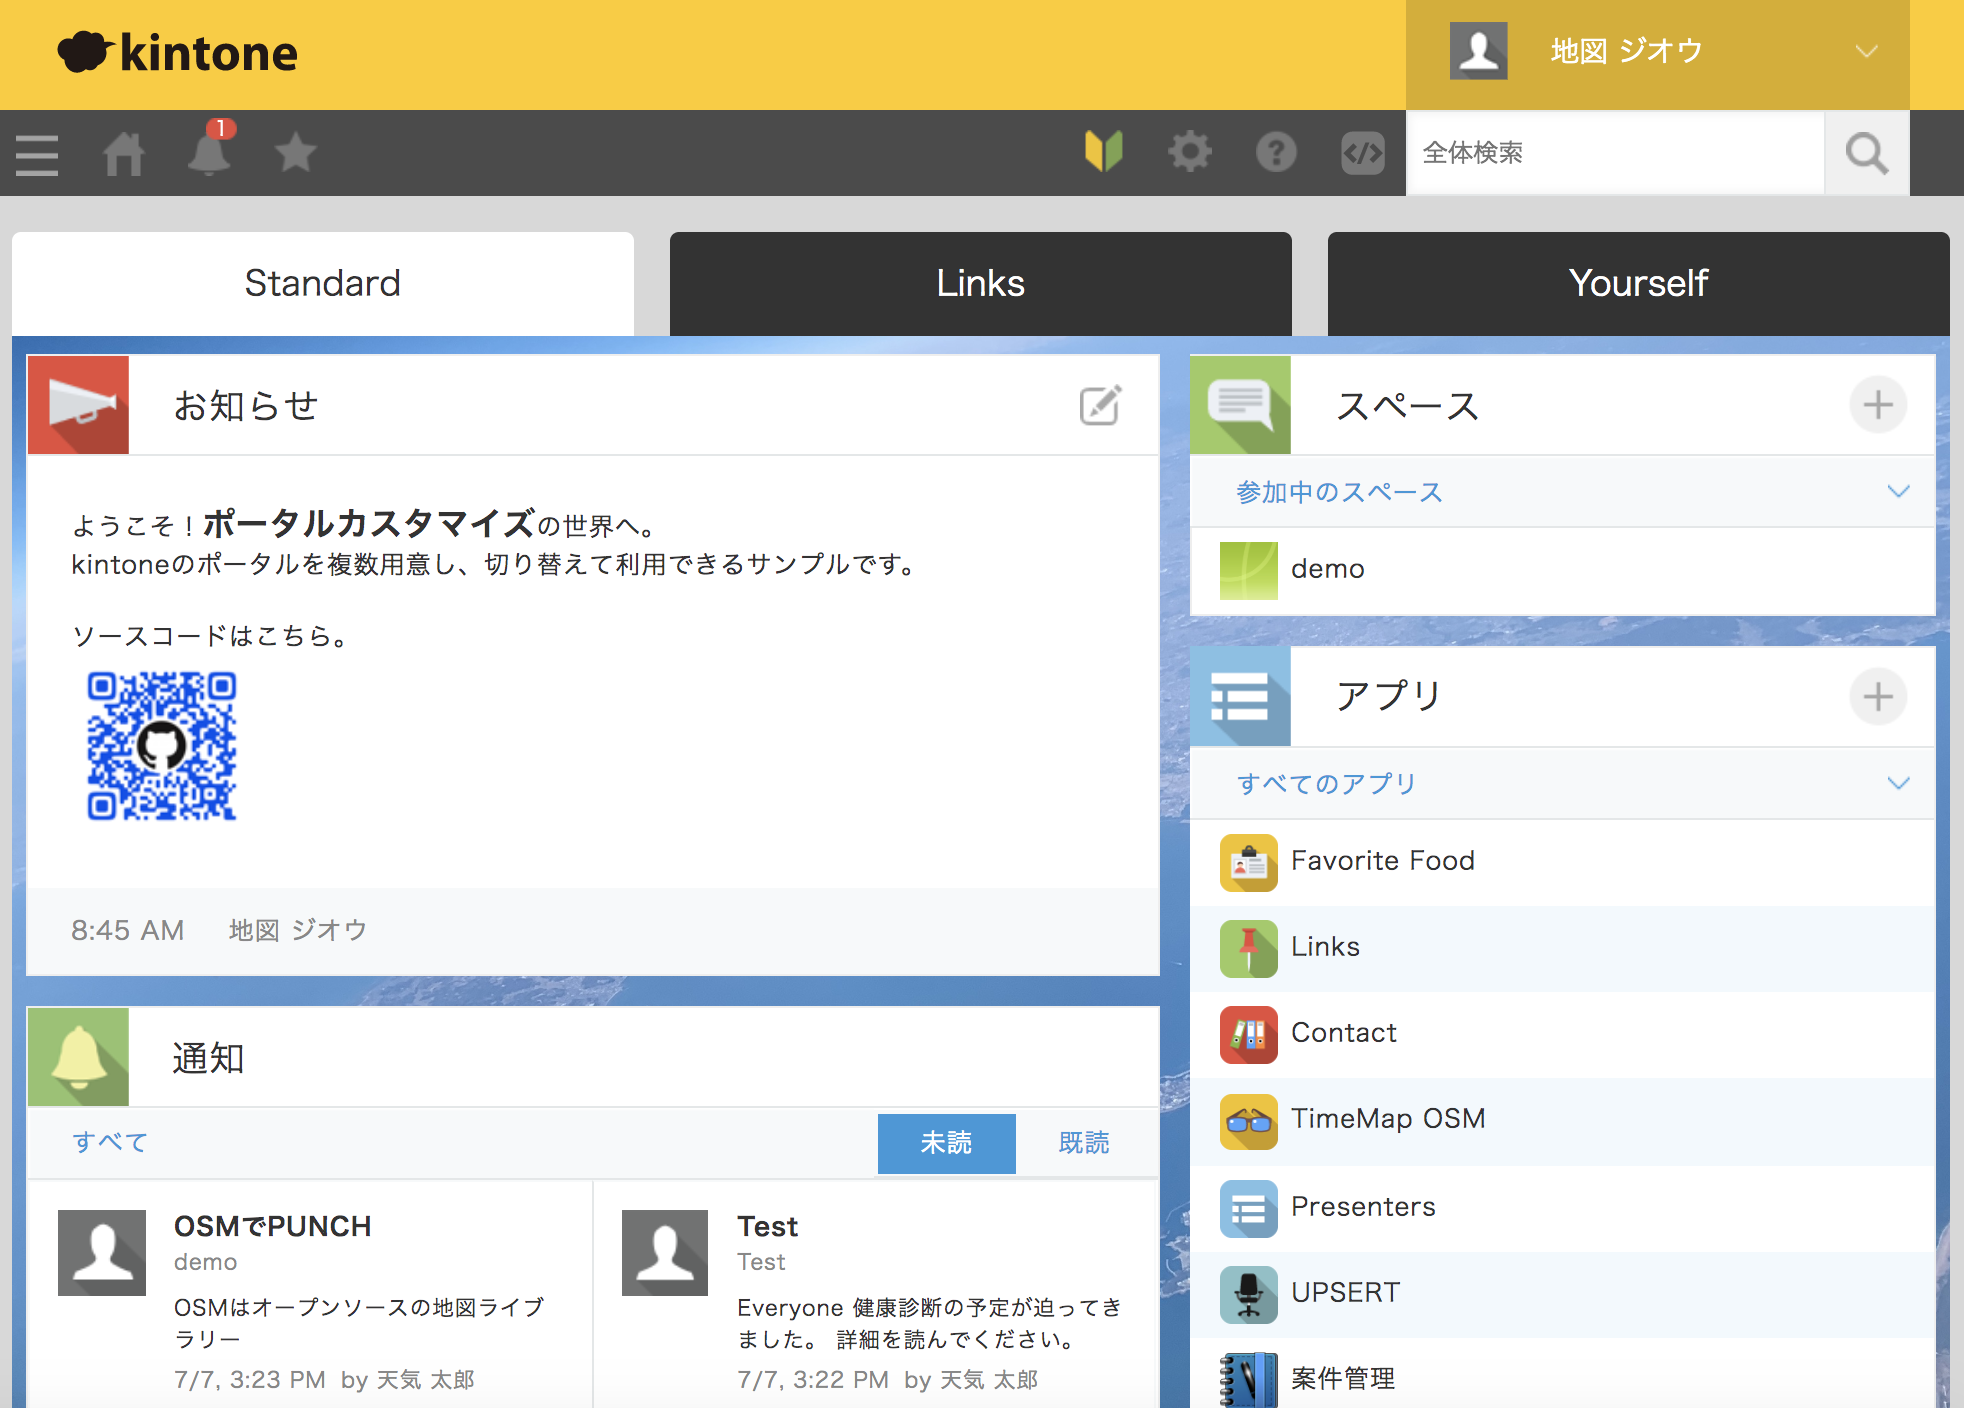 kintone
地図 ジオウ
1
全体検索
Standard
Links
Yourself
お知らせ
ようこそ！ポータルカスタマイズの世界へ。
kintoneのポータルを複数用意し、切り替えて利用できるサンプルです。
ソースコードはこちら。
8:45 AM 地図 ジオウ
通知
すべて
未読
既読
OSMでPUNCH
demo
OSMはオープンソースの地図ライブ
ラリー
7/7, 3:23 PM by 天気 太郎
Test
Test
Everyone 健康診断の予定が迫ってき
ました。 詳細を読んでください。
7/7, 3:22 PM by 天気 太郎
スペース
参加中のスペース
demo
アプリ
すべてのアプリ
Favorite Food
Links
Contact
TimeMap OSM
Presenters
UPSERT
案件管理